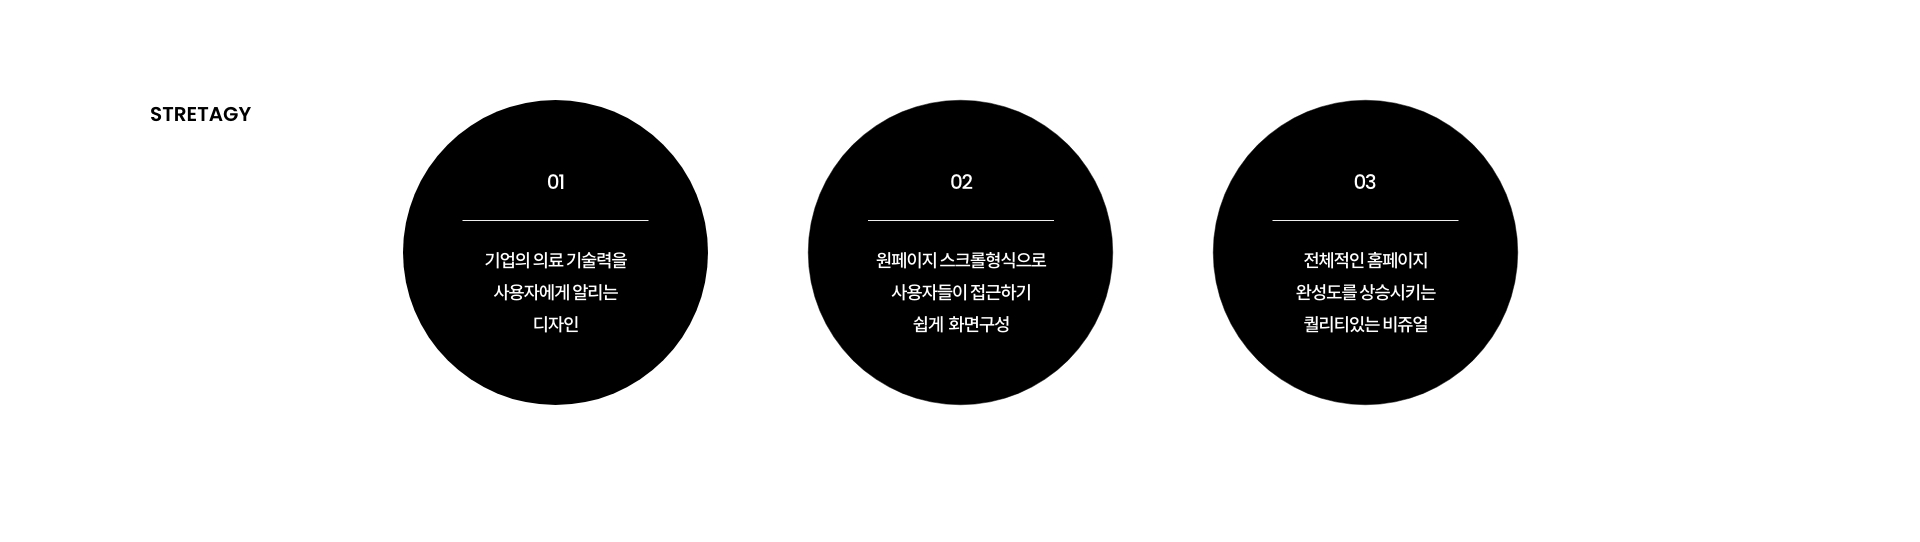 STRETAGY
01
기업의 의료 기술력을
사용자에게 알리는
디자인
02
원페이지 스크롤형식으로
사용자들이 접근하기
쉽게 화면구성
03
전체적인 홈페이지
완성도를 상승시키는
퀄리티있는 비쥬얼